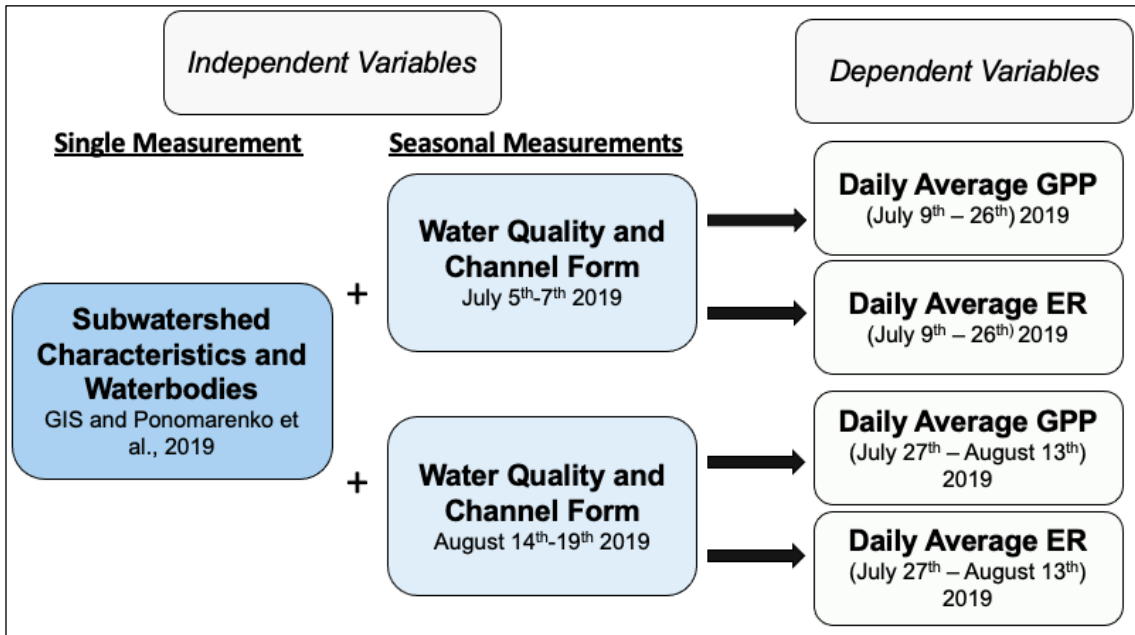 Independent Variables
Dependent Variables
Single Measurement
Seasonal Measurements
Subwatershed
Characteristics and
Waterbodies
GIS and Ponomarenko et
al., 2019
+
+
Water Quality and
Channel Form
July 5th-7th 2019
Water Quality and
Channel Form
August 14th-19th 2019
Daily Average GPP
(July 9th – 26th) 2019
Daily Average ER
(July 9th – 26th) 2019
Daily Average GPP
(July 27th – August 13th)
2019
Daily Average ER
(July 27th – August 13th)
2019